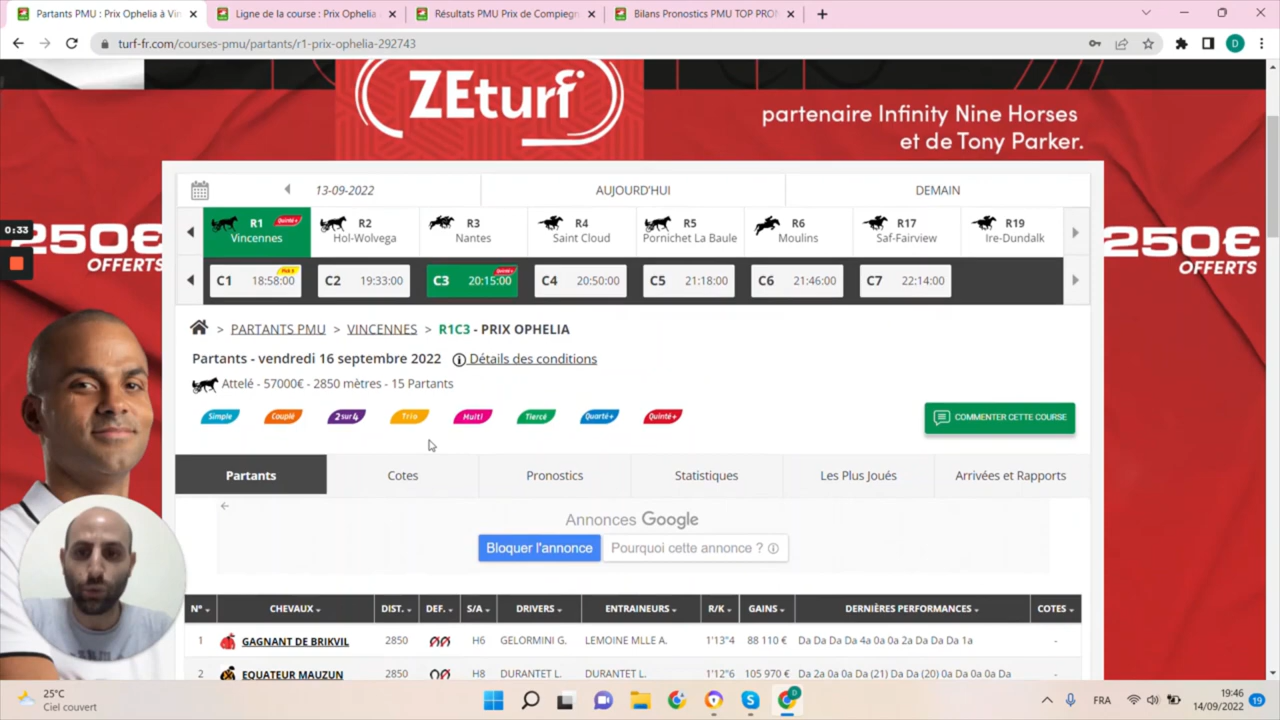 Partants PMU : Prix Ophelia à Vin
Ligne de la course : Prix Ophelia
Résultats PMU Prix de Compiegn
Bilans Pronostics PMU TOP PRON
turf-fr.com/courses-pmu/partants/r1-prix-ophelia-292743
D
ZEturf
partenaire Infinity Nine Horses
et de Tony Parker.
13-09-2022
AUJOURD'HUI
DEMAIN
R1 Quinté+
Vincennes
R2
Hol-Wolvega
R3
Nantes
R4
Saint Cloud
R5
Pornichet La Baule
R6
Moulins
R17
Saf-Fairview
R19
Ire-Dundalk
0:33
250€
OFFERTS
250€
OFFERTS
C1 18:58:00
C2 19:33:00
C3 20:15:00 Quinté+
C4 20:50:00
C5 21:18:00
C6 21:46:00
C7 22:14:00
> PARTANTS PMU > VINCENNES > R1C3 - PRIX OPHELIA
Partants - vendredi 16 septembre 2022 Détails des conditions
Attelé - 57000€ - 2850 mètres - 15 Partants
Simple Couplé 2sur4 Trio Multi Tiercé Quarté+ Quinté+
COMMENTER CETTE COURSE
Partants Cotes Pronostics Statistiques Les Plus Joués Arrivées et Rapports
Annonces Google
Bloquer l'annonce Pourquoi cette annonce ?
N° CHEVAUX DIST. DEF. S/A DRIVERS ENTRAINEURS R/K GAINS DERNIÈRES PERFORMANCES COTES
1 GAGNANT DE BRIKVIL 2850 H6 GELORMINI G. LEMOINE MLLE A. 1'13"4 88 110 € Da Da Da Da 4a 0a 0a 2a Da Da Da 1a -
2 EQUATEUR MAUZUN 2850 H8 DURANTET L. DURANTET L. 1'12"6 105 970 € Da 2a 0a 0a Da (21) Da Da (20) 0a Da 0a 0a Da -
25°C
Ciel couvert
FRA
19:46
14/09/2022
19